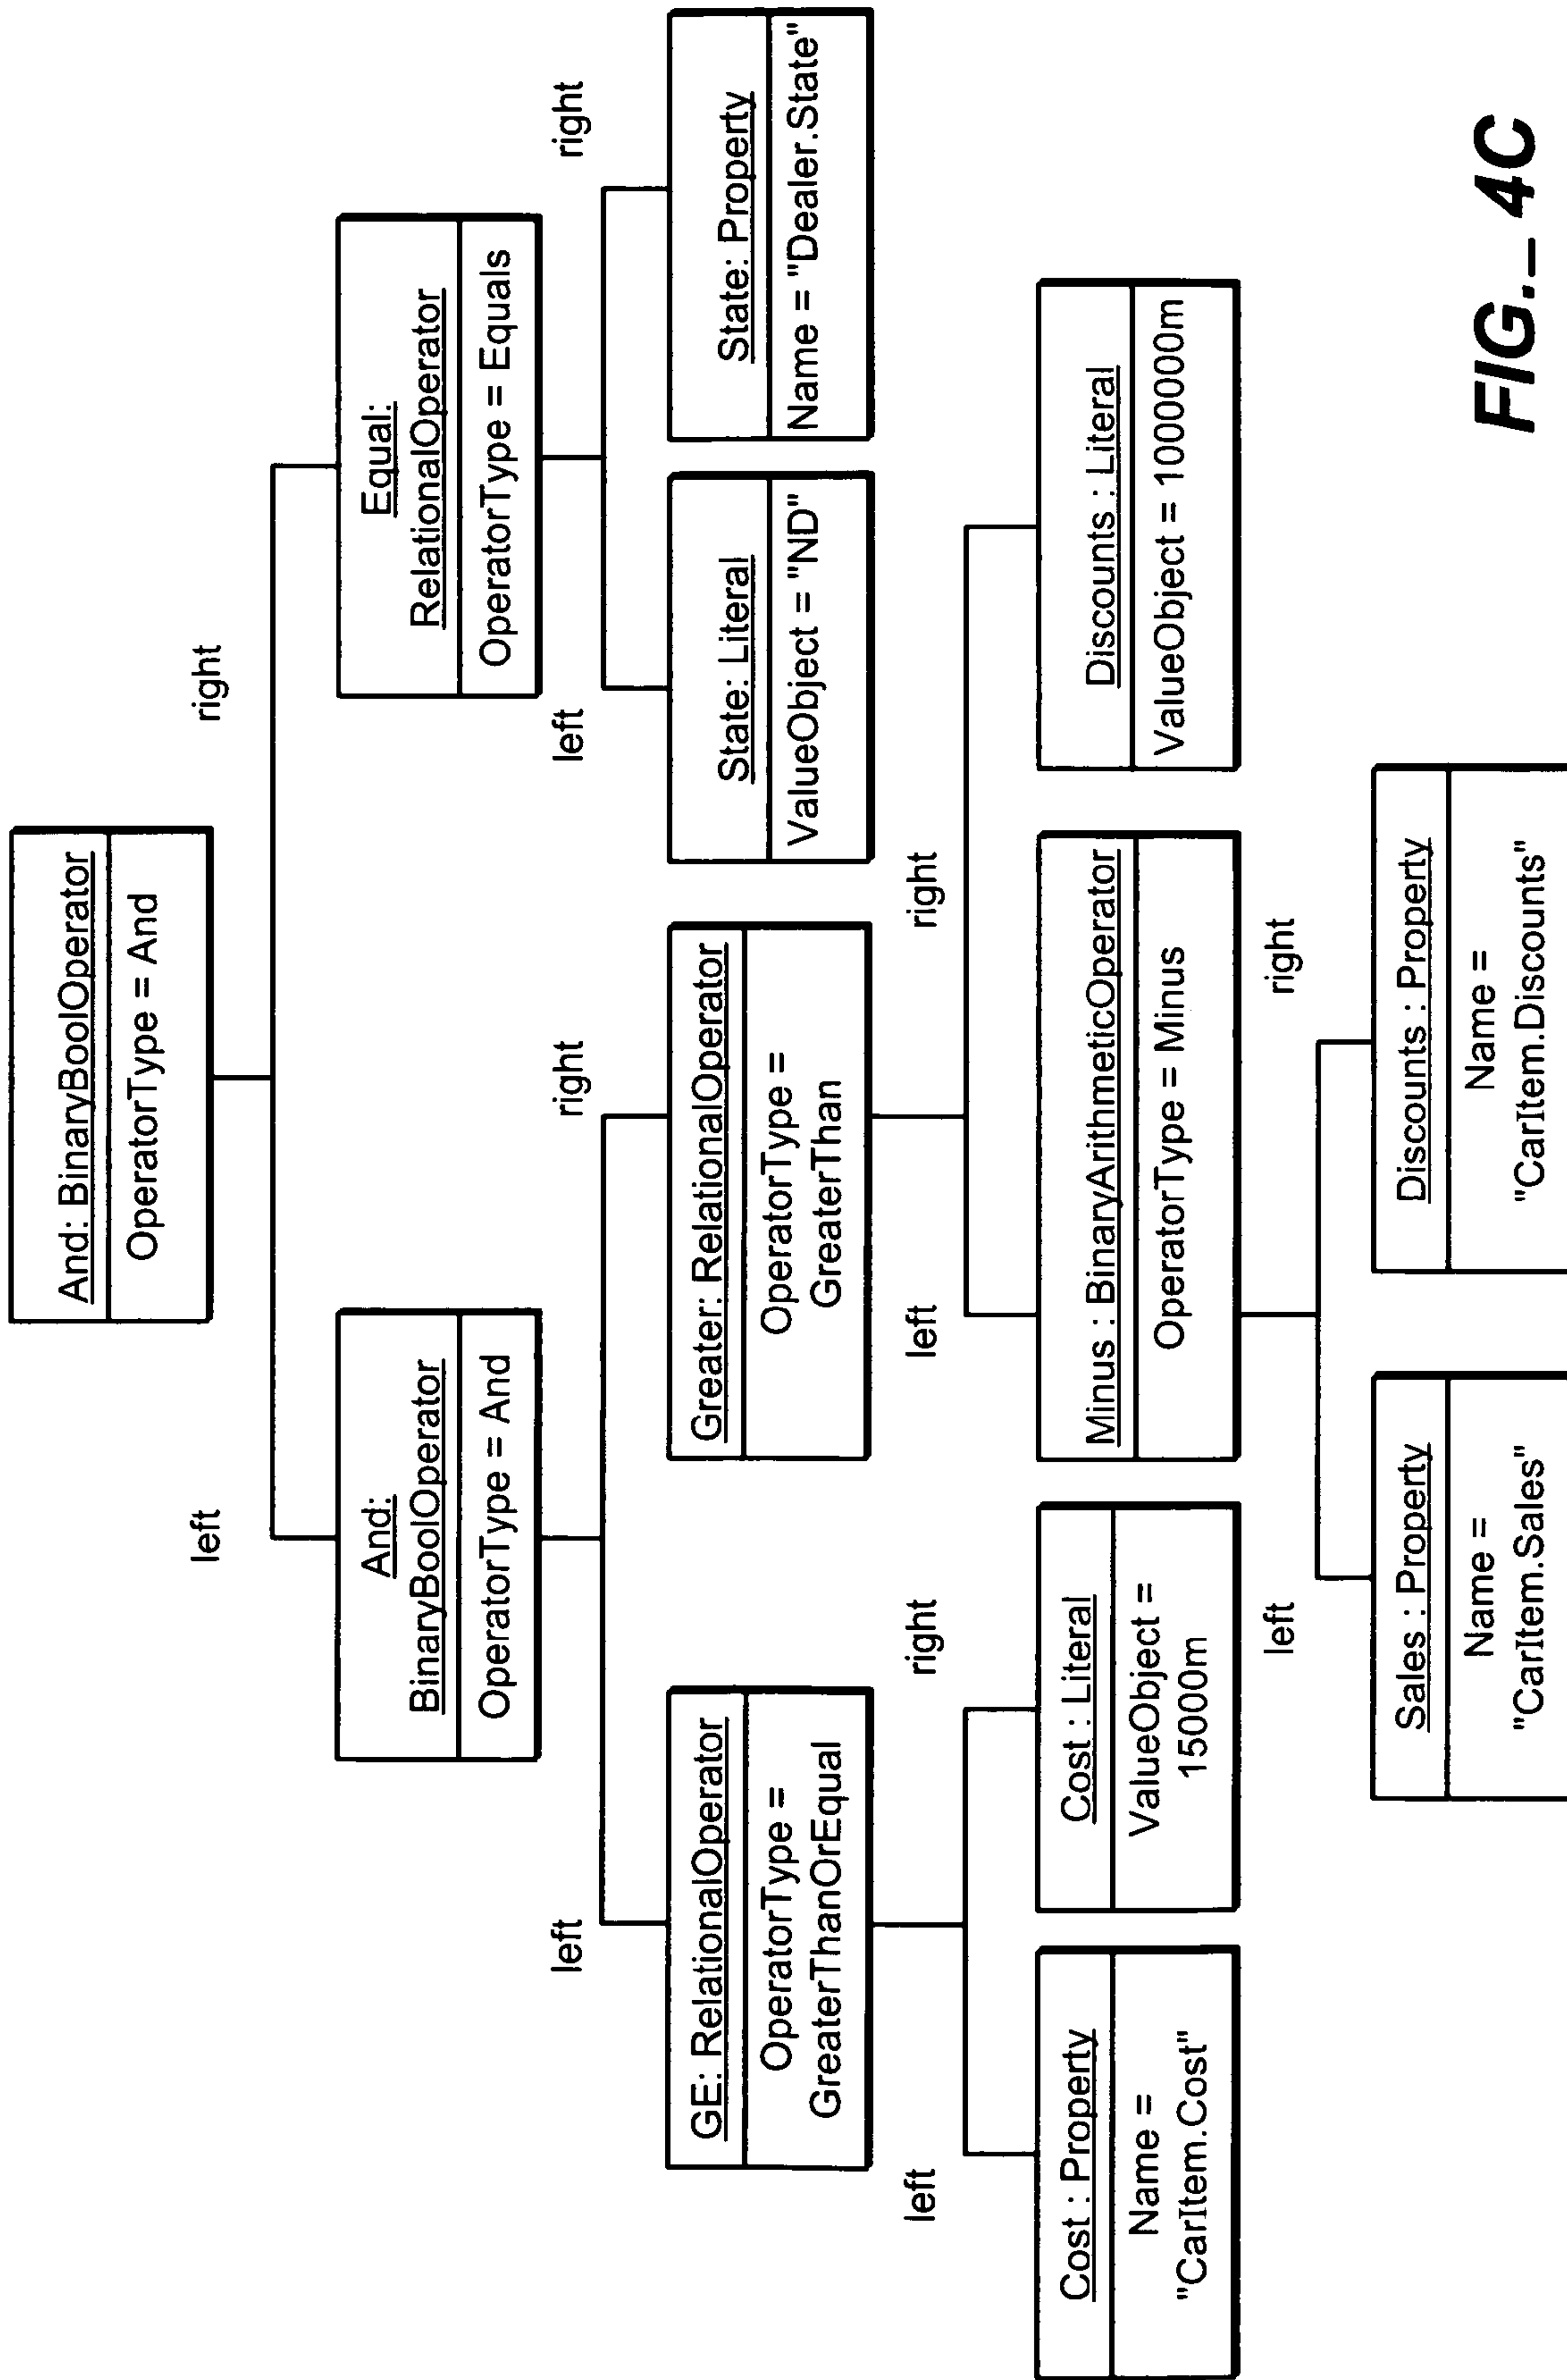 And: BinaryBoolOperator
OperatorType = And
left
right
And:
BinaryBoolOperator
OperatorType = And
Equal:
RelationalOperator
OperatorType = Equals
left
right
left
right
GE: RelationalOperator
OperatorType =
GreaterThanOrEqual
Greater: RelationalOperator
OperatorType =
GreaterThan
State: Literal
ValueObject = "ND"
State: Property
Name = "Dealer.State"
left
right
left
right
Cost : Property
Name =
"CarItem.Cost"
Cost : Literal
ValueObject =
15000m
Minus : BinaryArithmeticOperator
OperatorType = Minus
Discounts : Literal
ValueObject = 1000000m
left
right
Sales : Property
Name =
"CarItem.Sales"
Discounts : Property
Name =
"CarItem.Discounts"
FIG._ 4C